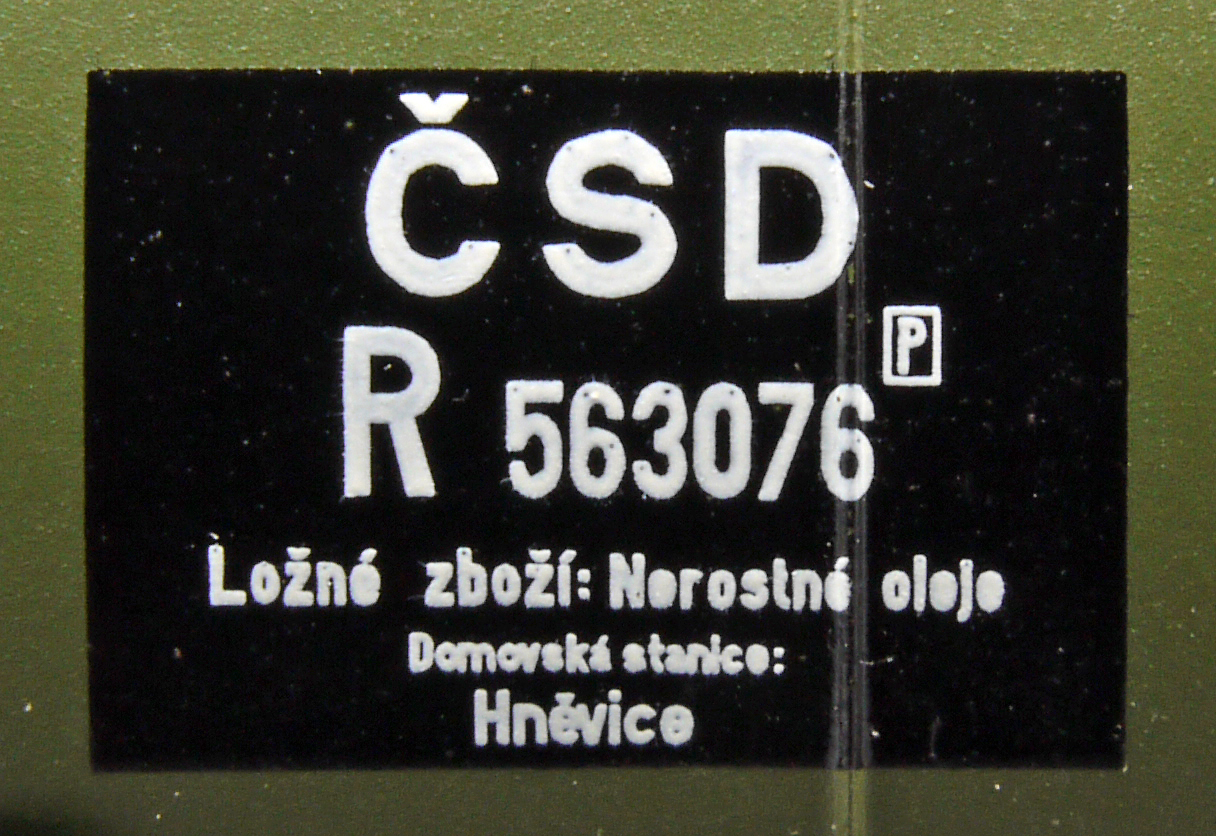 ČSD
P
R 563076
Ložné zboží: Nerostné oleje
Domovská stanice:
Hněvice